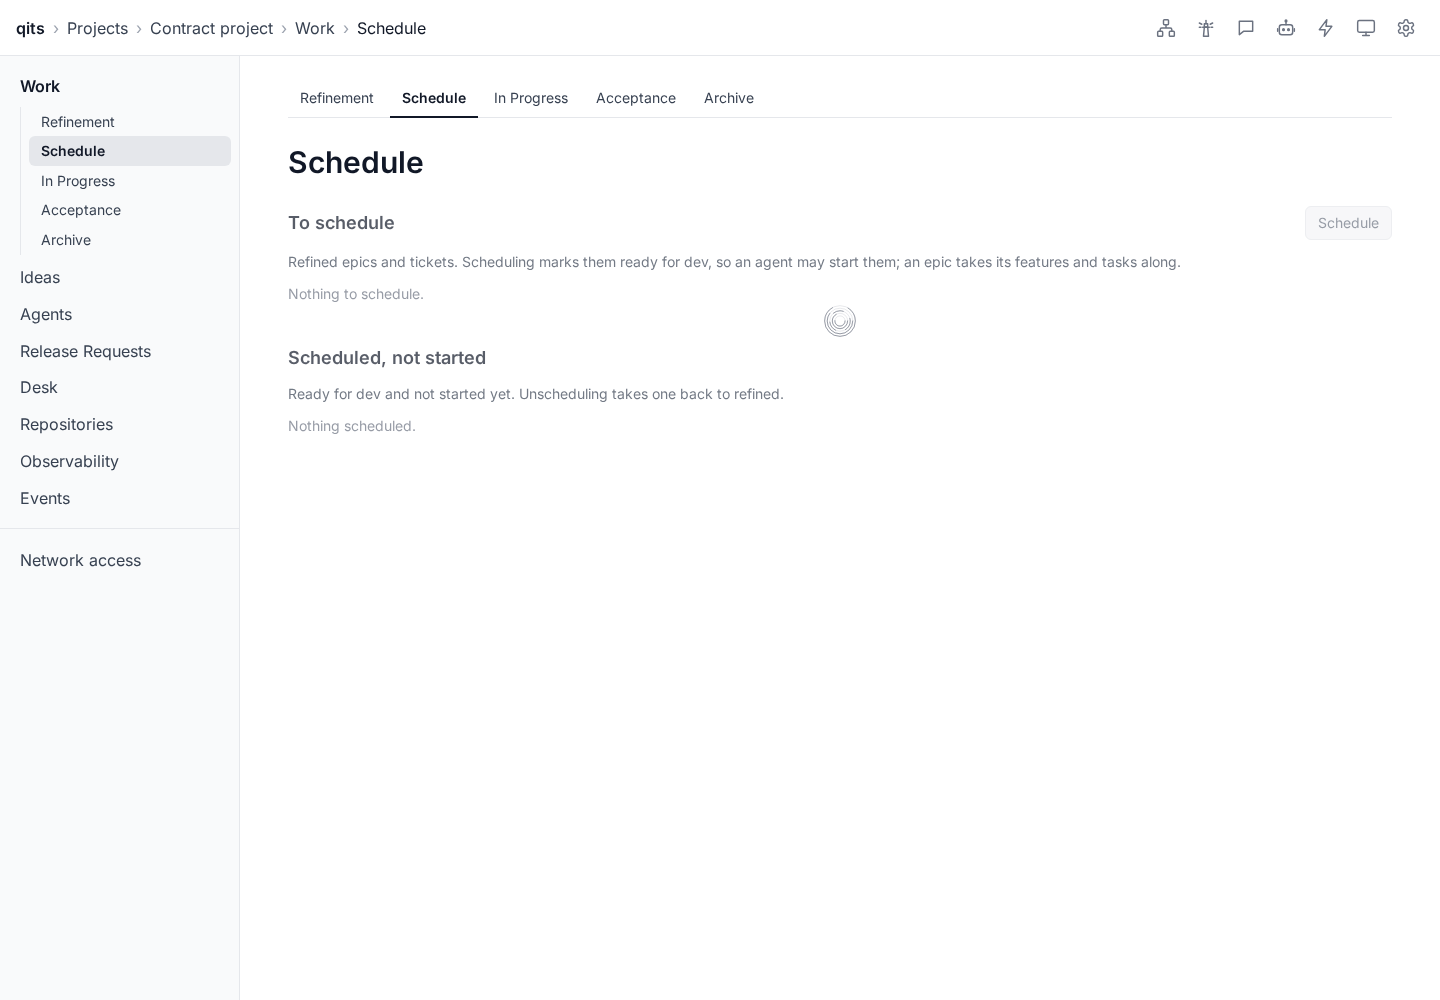 qits › Projects › Contract project › Work › Schedule
Work
Refinement
Schedule
In Progress
Acceptance
Archive
Ideas
Agents
Release Requests
Desk
Repositories
Observability
Events
Network access
Refinement Schedule In Progress Acceptance Archive
Schedule
To schedule
Schedule
Refined epics and tickets. Scheduling marks them ready for dev, so an agent may start them; an epic takes its features and tasks along.
Nothing to schedule.
Scheduled, not started
Ready for dev and not started yet. Unscheduling takes one back to refined.
Nothing scheduled.